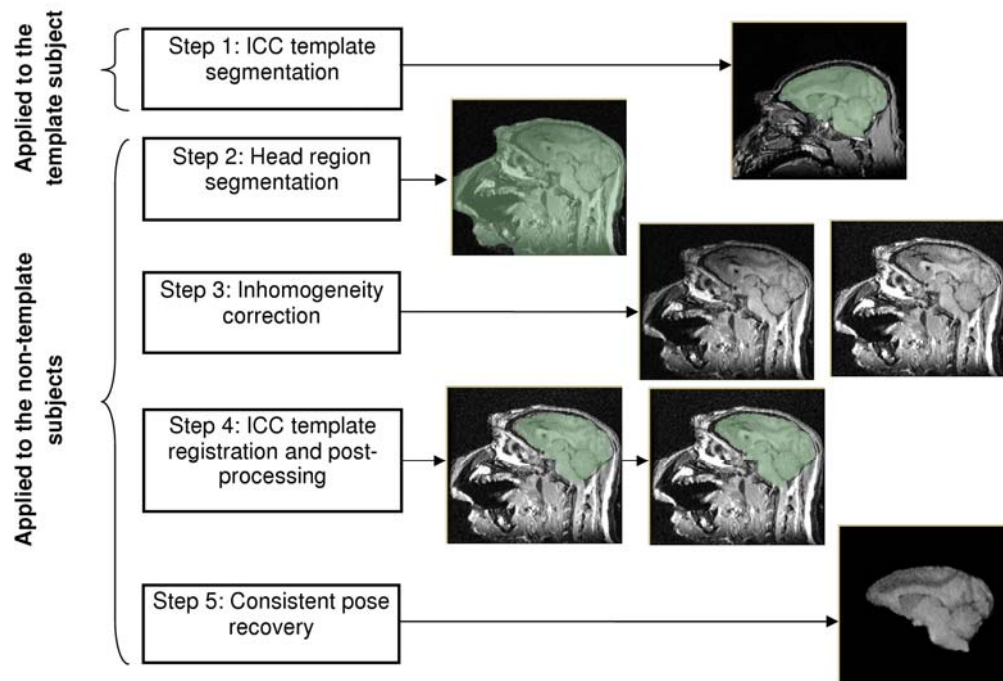 Applied to the
template subject
Step 1: ICC template
segmentation
Applied to the non-template
subjects
Step 2: Head region
segmentation
Step 3: Inhomogeneity
correction
Step 4: ICC template
registration and post-
processing
Step 5: Consistent pose
recovery